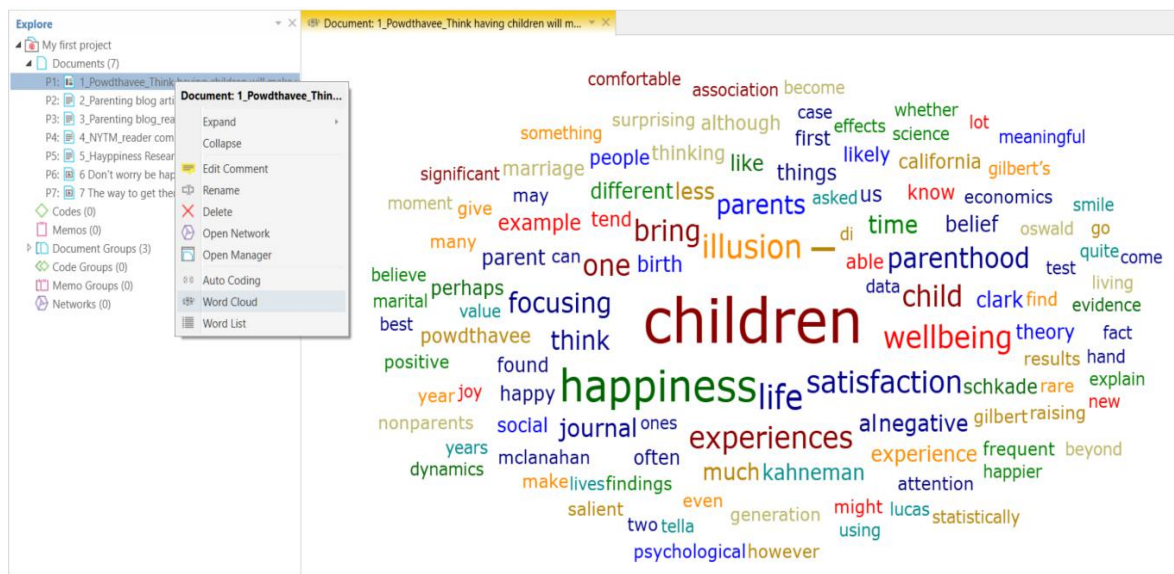 Explore
My first project
Documents (7)
P1: 1_Powdthavee_Think having children will make
P2: 2_Parenting blog arti
P3: 3_Parenting blog_rea
P4: 4_NYTM_reader com
P5: 5_Hayppiness Resear
P6: 6 Don't worry be hap
P7: 7 The way to get the
Codes (0)
Memos (0)
Document Groups (3)
Code Groups (0)
Memo Groups (0)
Networks (0)
Document: 1_Powdthavee_Thin...
Expand
Collapse
Edit Comment
Rename
Delete
Open Network
Open Manager
Auto Coding
Word Cloud
Word List
Document: 1_Powdthavee_Think having children will m...
comfortable association become
surprising although case effects whether science lot
something first meaningful
people thinking like things likely california gilbert's
significant marriage
may different less parents asked us know economics
moment give example tend time belief oswald smile go
many bring illusion — di quite come
parent can one birth able parenthood test
believe perhaps data child living
marital value focusing clark find evidence
best powdthavee think children wellbeing theory fact
positive found results hand
year joy happy happiness life satisfaction schkade rare explain
new
nonparents social journal ones al negative gilbert raising
years mclanahan often experiences experience frequent beyond
dynamics much kahneman happier
make lives findings attention
salient even generation might lucas statistically
two tella using
psychological however